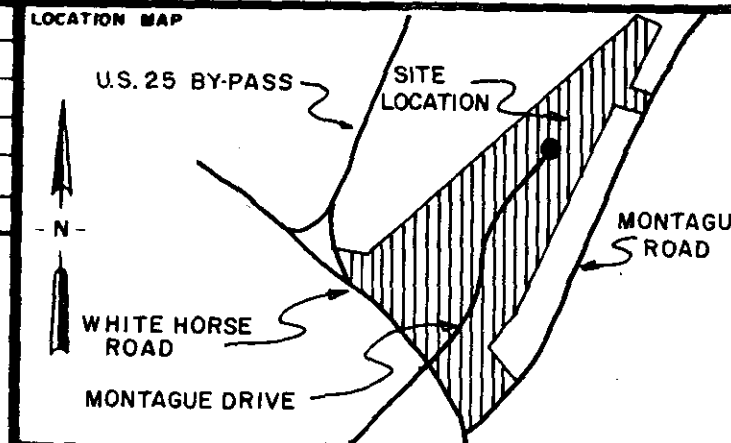 LOCATION MAP
U.S. 25 BY-PASS
SITE
LOCATION
- N -
MONTAGU
ROAD
WHITE HORSE
ROAD
MONTAGUE DRIVE